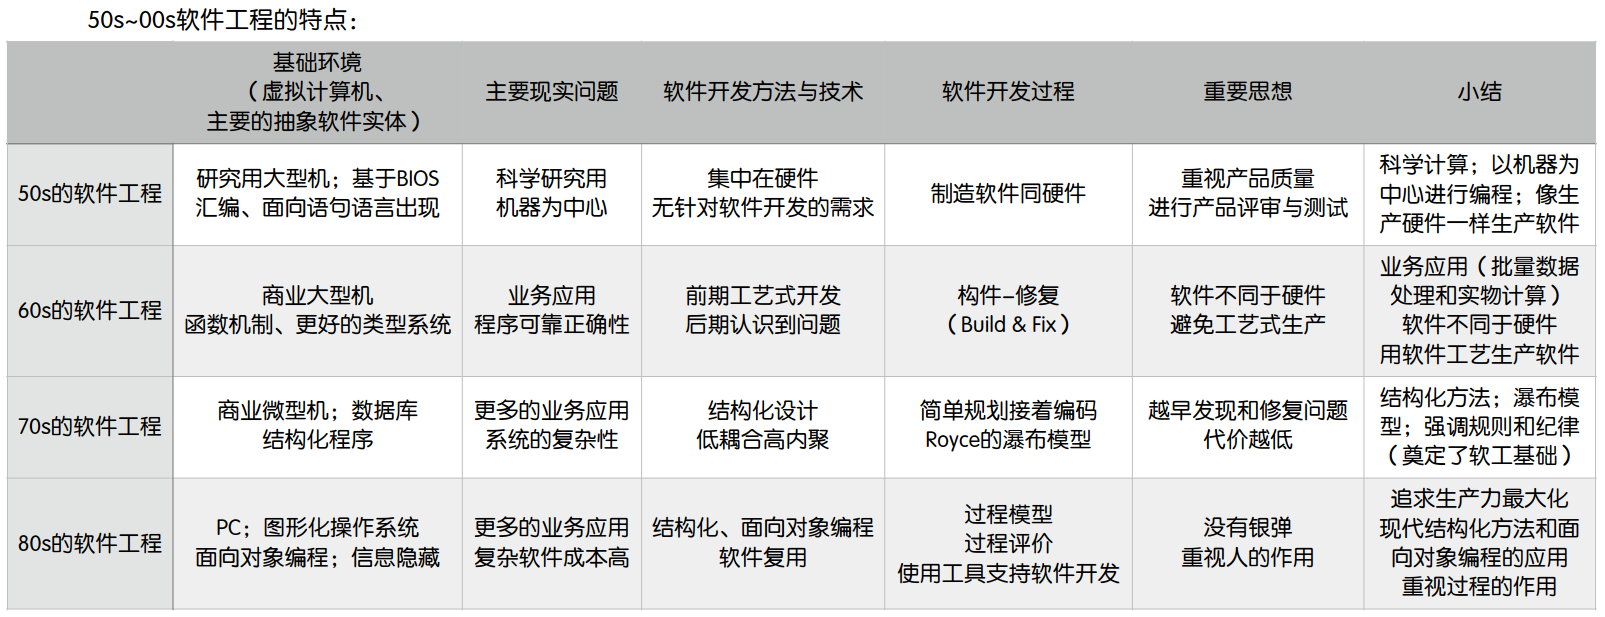 50s~00s软件工程的特点：
基础环境
（虚拟计算机、
主要的抽象软件实体）
主要现实问题
软件开发方法与技术
软件开发过程
重要思想
小结
50s的软件工程
研究用大型机；基于BIOS
汇编、面向语句语言出现
科学研究用
机器为中心
集中在硬件
无针对软件开发的需求
制造软件同硬件
重视产品质量
进行产品评审与测试
科学计算；以机器为
中心进行编程；像生
产硬件一样生产软件
60s的软件工程
商业大型机
函数机制、更好的类型系统
业务应用
程序可靠正确性
前期工艺式开发
后期认识到问题
构件–修复
（Build & Fix）
软件不同于硬件
避免工艺式生产
业务应用（批量数据
处理和实物计算）
软件不同于硬件
用软件工艺生产软件
70s的软件工程
商业微型机；数据库
结构化程序
更多的业务应用
系统的复杂性
结构化设计
低耦合高内聚
简单规划接着编码
Royce的瀑布模型
越早发现和修复问题
代价越低
结构化方法；瀑布模
型；强调规则和纪律
（奠定了软工基础）
80s的软件工程
PC；图形化操作系统
面向对象编程；信息隐藏
更多的业务应用
复杂软件成本高
结构化、面向对象编程
软件复用
过程模型
过程评价
使用工具支持软件开发
没有银弹
重视人的作用
追求生产力最大化
现代结构化方法和面
向对象编程的应用
重视过程的作用